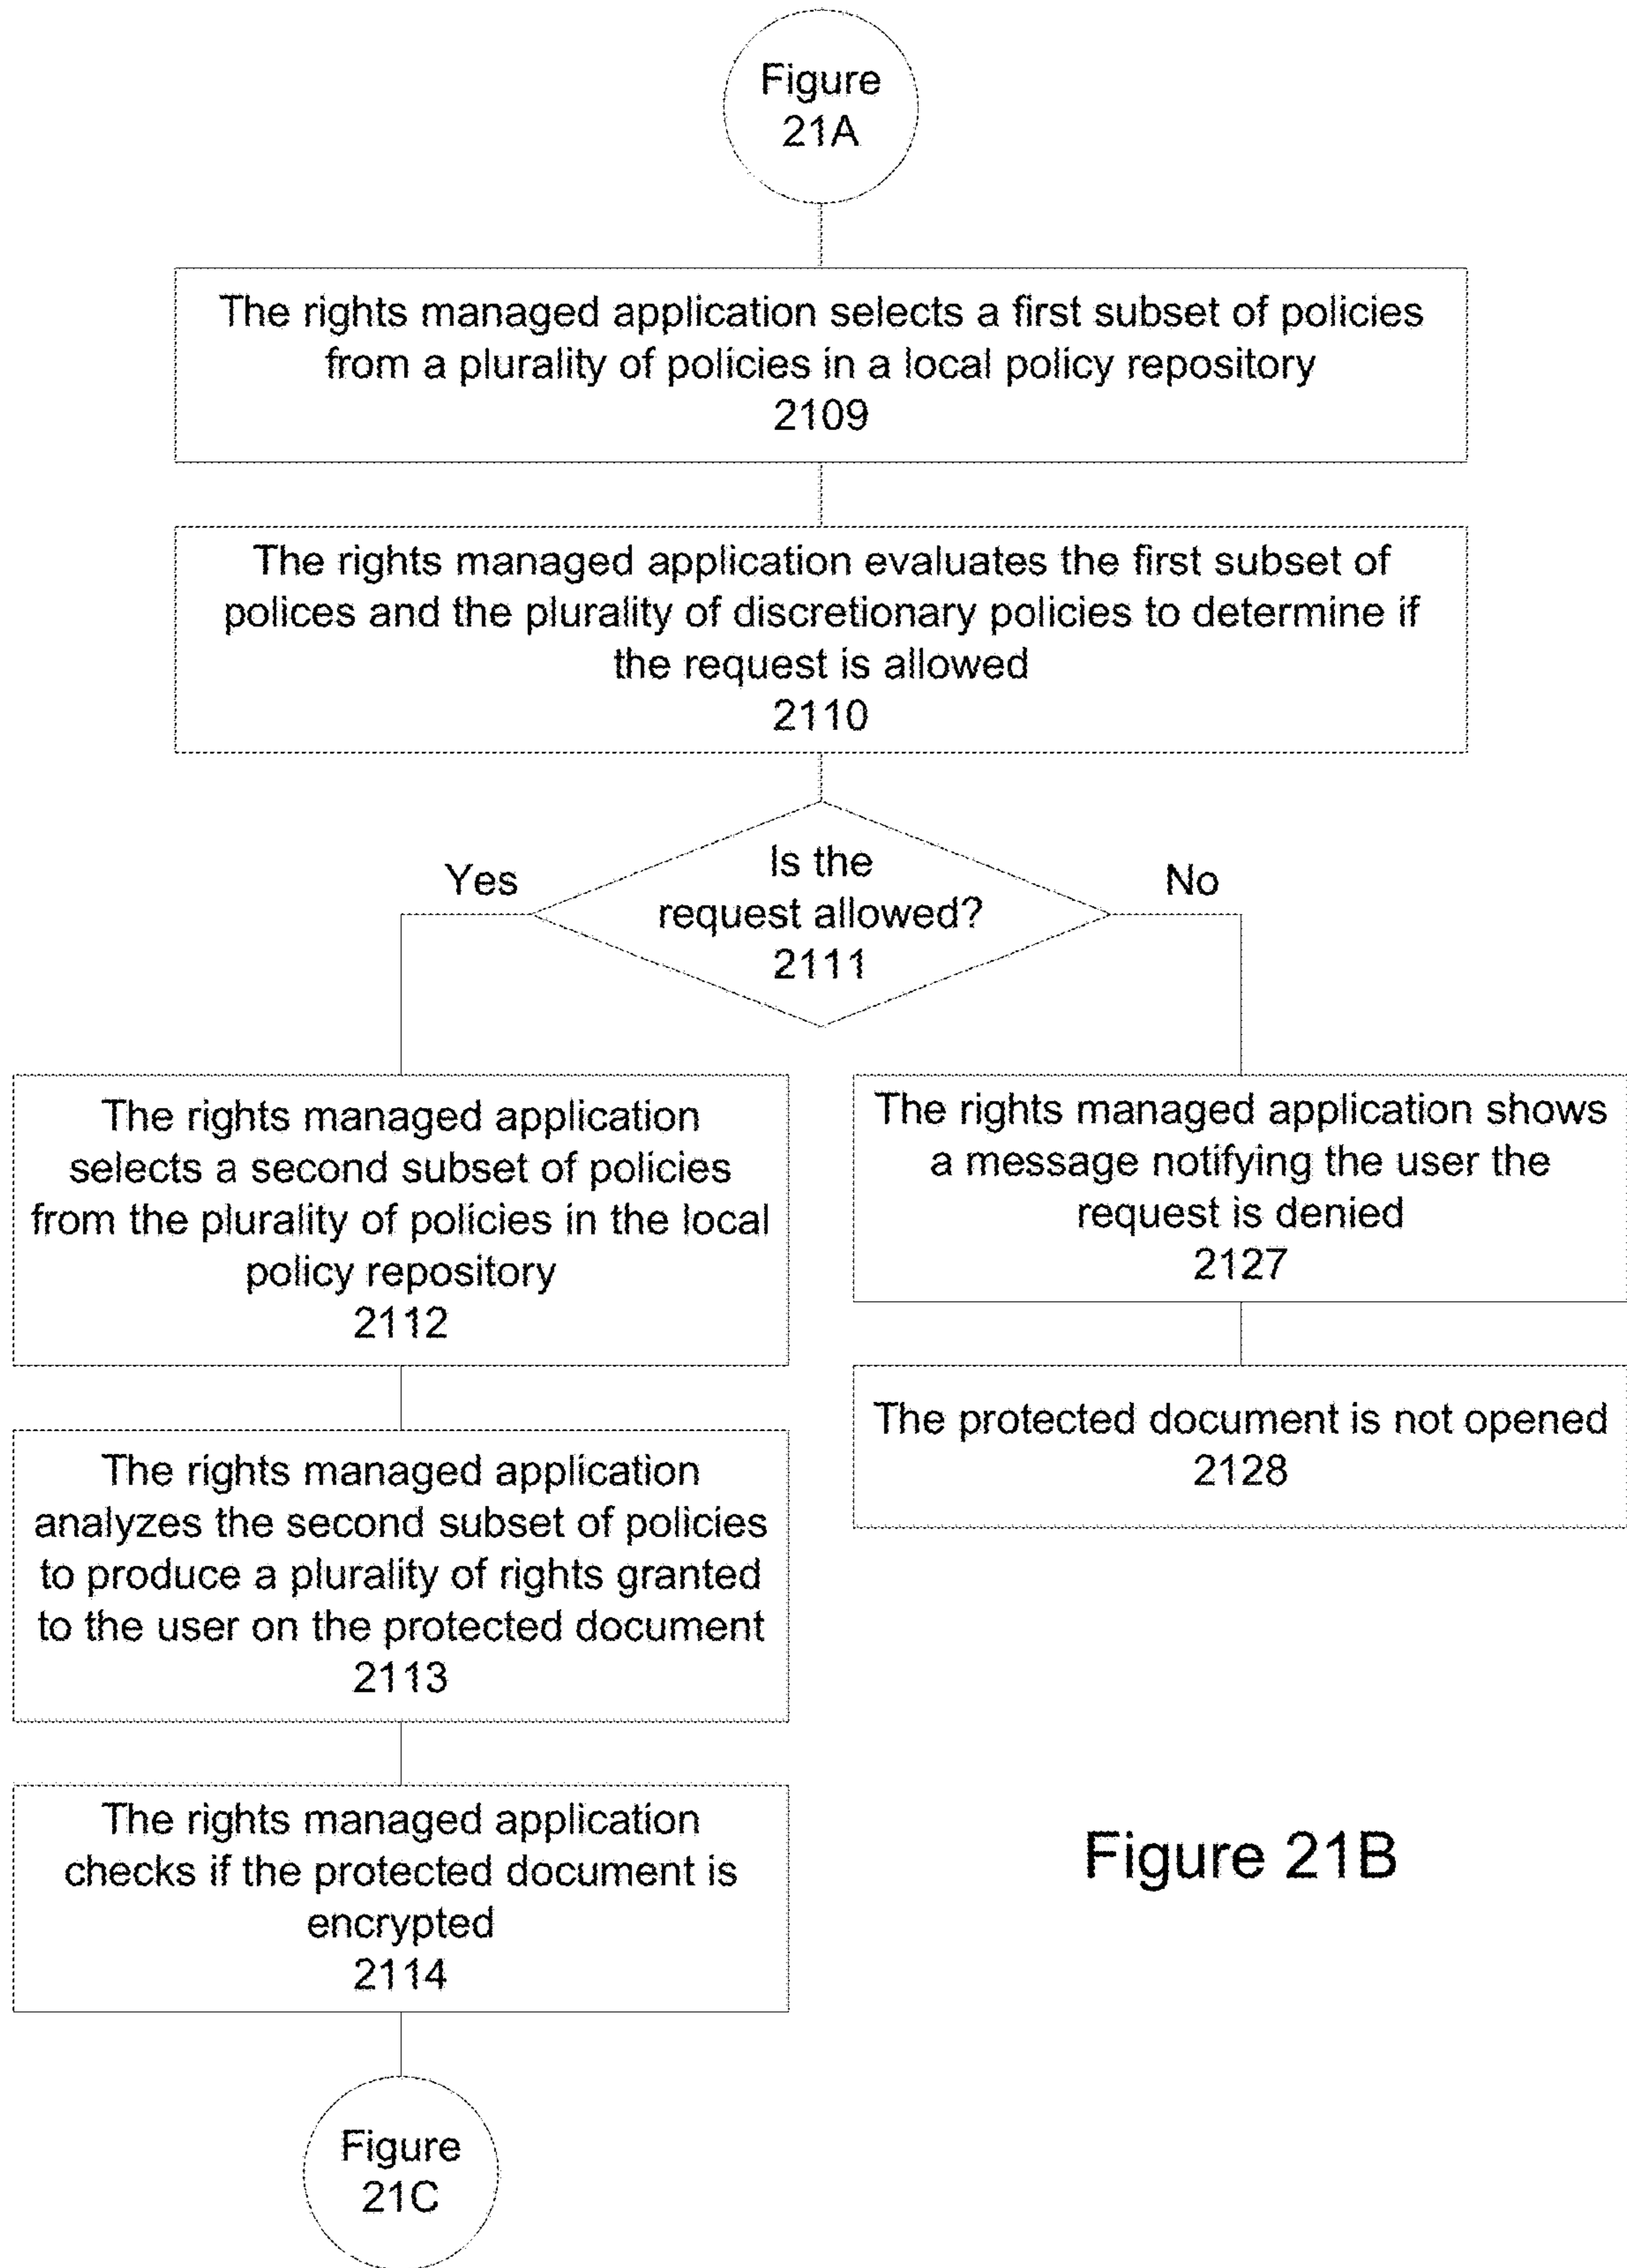 Figure
21A
The rights managed application selects a first subset of policies
from a plurality of policies in a local policy repository
2109
The rights managed application evaluates the first subset of
polices and the plurality of discretionary policies to determine if
the request is allowed
2110
Is the
request allowed?
2111
Yes
No
The rights managed application
selects a second subset of policies
from the plurality of policies in the local
policy repository
2112
The rights managed application shows
a message notifying the user the
request is denied
2127
The rights managed application
analyzes the second subset of policies
to produce a plurality of rights granted
to the user on the protected document
2113
The protected document is not opened
2128
The rights managed application
checks if the protected document is
encrypted
2114
Figure 21B
Figure
21C